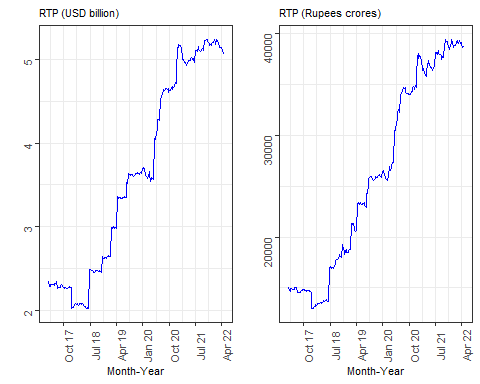 RTP (USD billion)
5
4
3
2
Oct 17
Jul 18
Apr 19
Jan 20
Oct 20
Jul 21
Apr 22
Month-Year
RTP (Rupees crores)
40000
30000
20000
Oct 17
Jul 18
Apr 19
Jan 20
Oct 20
Jul 21
Apr 22
Month-Year